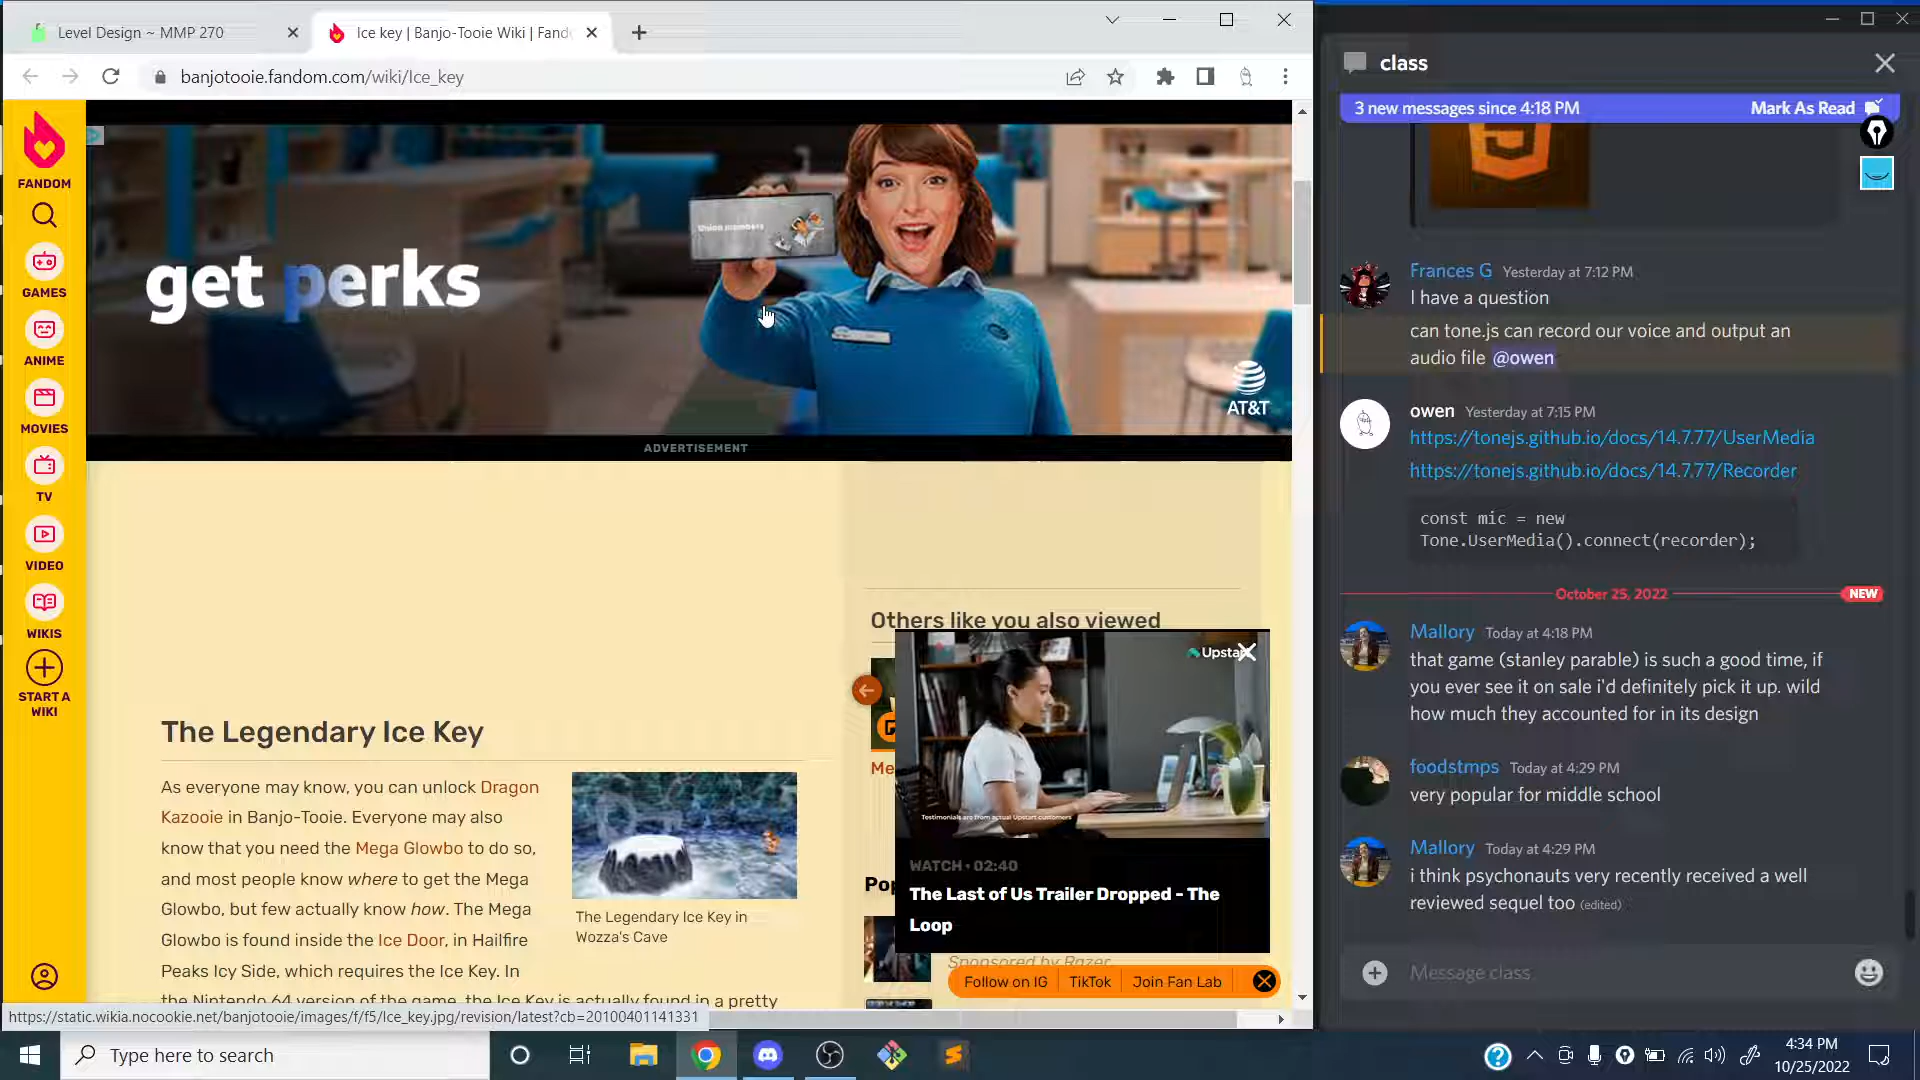 Level Design ~ MMP 270
Ice key | Banjo-Tooie Wiki | Fand
banjotooie.fandom.com/wiki/Ice_key
FANDOM
GAMES
ANIME
MOVIES
TV
VIDEO
WIKIS
START A
WIKI
get perks
Union members
AT&T
ADVERTISEMENT
Others like you also viewed
The Legendary Ice Key
As everyone may know, you can unlock Dragon
Kazooie in Banjo-Tooie. Everyone may also
know that you need the Mega Glowbo to do so,
and most people know where to get the Mega
Glowbo, but few actually know how. The Mega
Glowbo is found inside the Ice Door, in Hailfire
Peaks Icy Side, which requires the Ice Key. In
the Nintendo 64 version of the game, the Ice Key is actually found in a pretty
The Legendary Ice Key in
Wozza's Cave
Me
Pop
Upstart
Testimonials are from actual Upstart customers
WATCH • 02:40
The Last of Us Trailer Dropped - The
Loop
Sponsored by Razer
Follow on IG
TikTok
Join Fan Lab
https://static.wikia.nocookie.net/banjotooie/images/f/f5/Ice_key.jpg/revision/latest?cb=20100401141331
class
3 new messages since 4:18 PM
Mark As Read
Frances G Yesterday at 7:12 PM
I have a question
can tone.js can record our voice and output an
audio file @owen
owen Yesterday at 7:15 PM
https://tonejs.github.io/docs/14.7.77/UserMedia
https://tonejs.github.io/docs/14.7.77/Recorder
const mic = new
Tone.UserMedia().connect(recorder);
October 25, 2022
NEW
Mallory Today at 4:18 PM
that game (stanley parable) is such a good time, if
you ever see it on sale i'd definitely pick it up. wild
how much they accounted for in its design
foodstmps Today at 4:29 PM
very popular for middle school
Mallory Today at 4:29 PM
i think psychonauts very recently received a well
reviewed sequel too (edited)
Message class
Type here to search
4:34 PM
10/25/2022